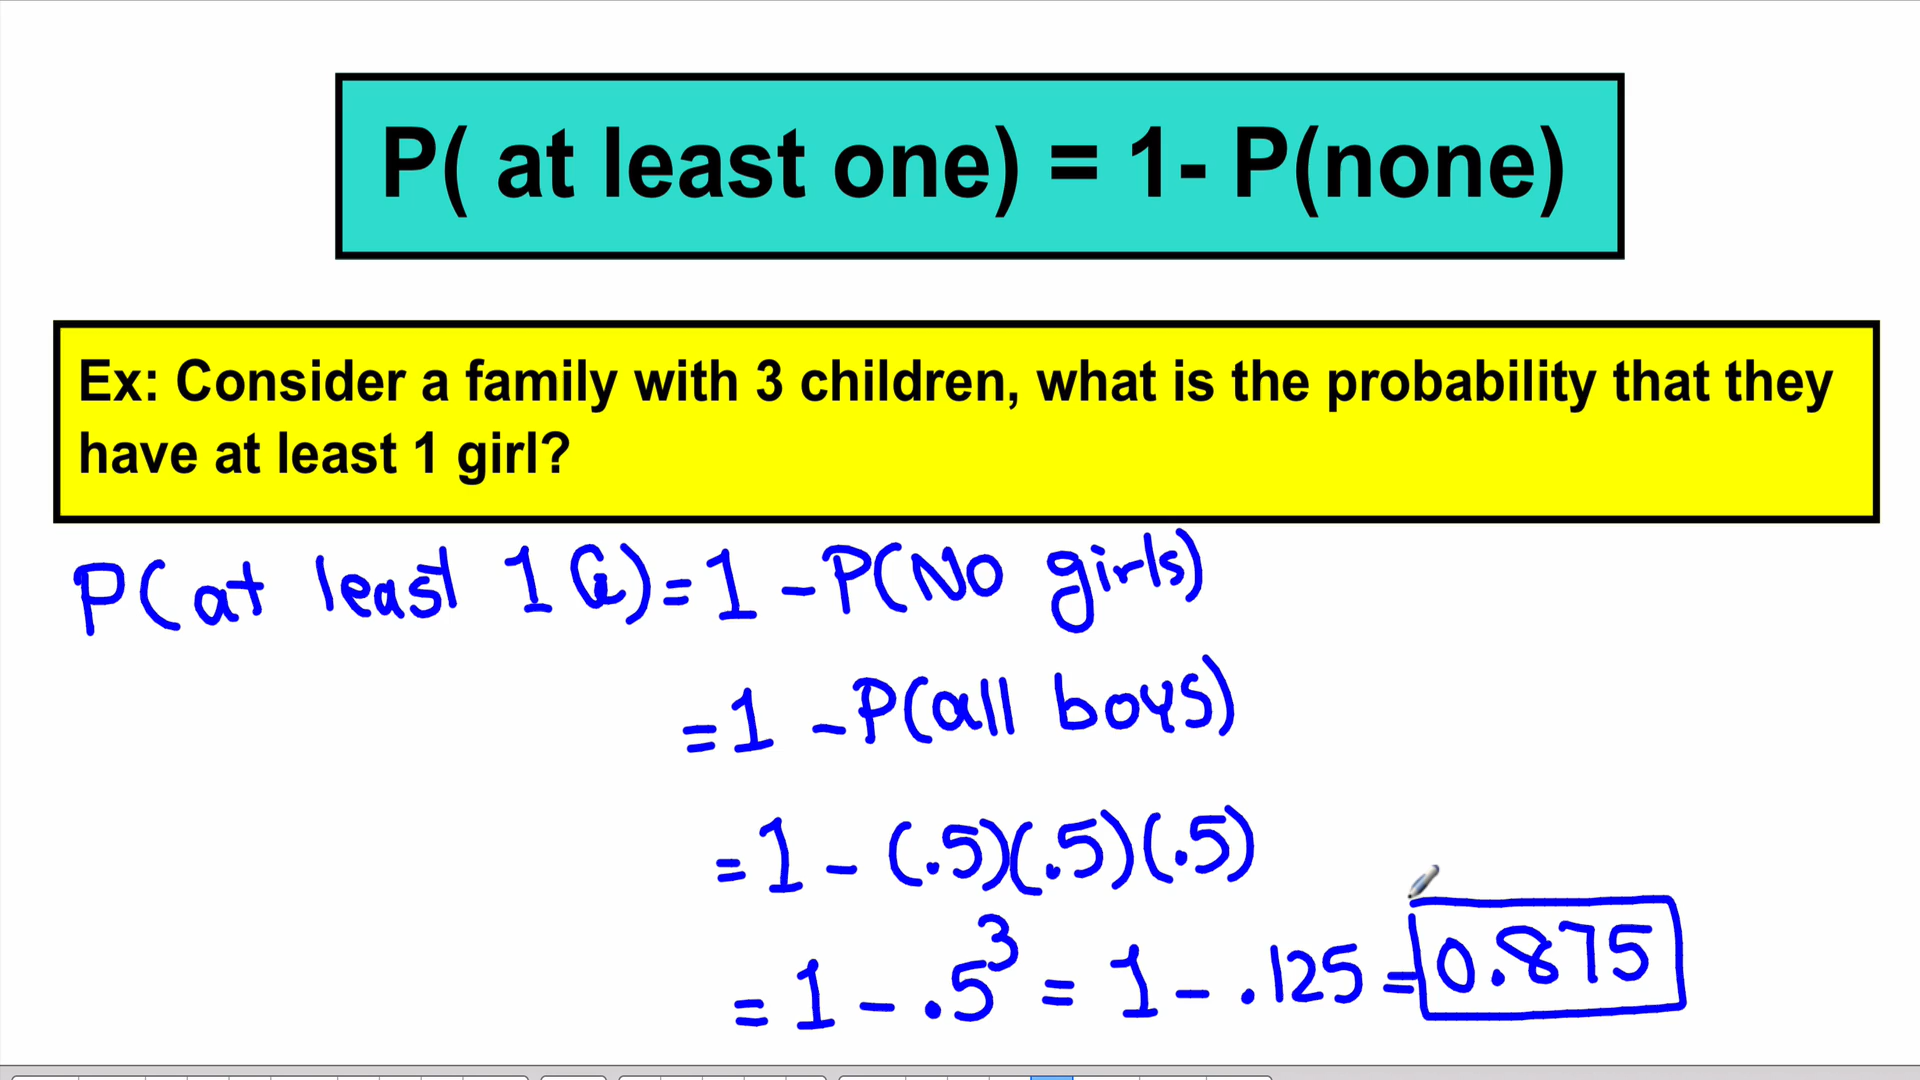 P( at least one) = 1- P(none)
Ex: Consider a family with 3 children, what is the probability that they
have at least 1 girl?
P(at least 1 G) = 1 - P(No girls)
= 1 - P(all boys)
= 1 - (.5)(.5)(.5)
= 1 - .5³ = 1 - .125 = 0.875